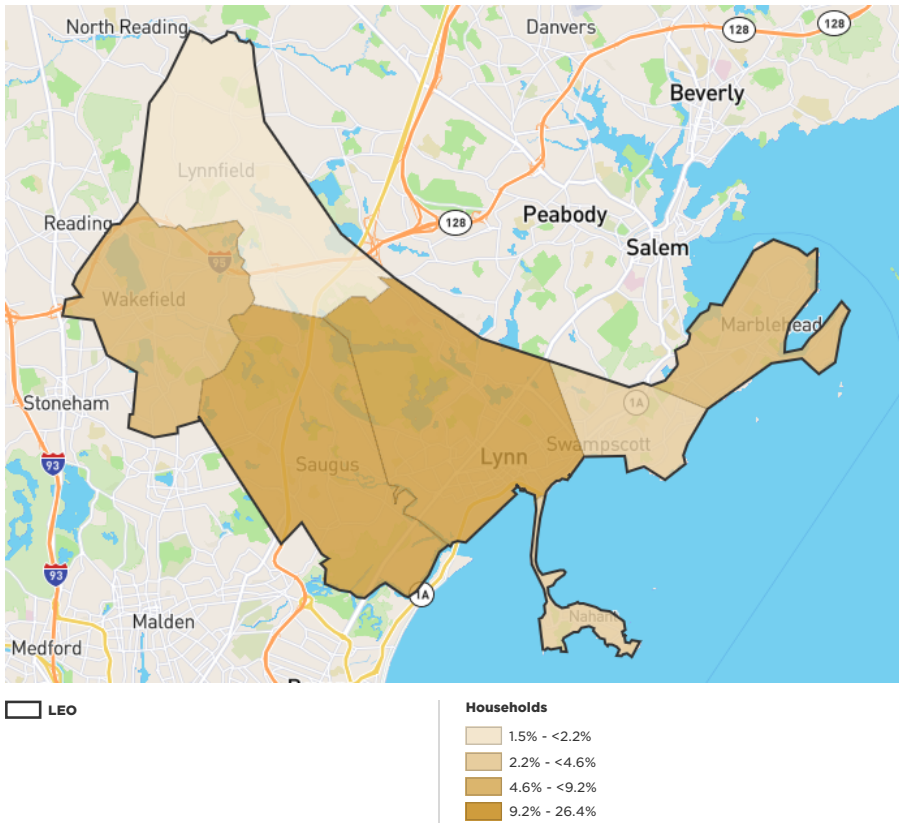 North Reading
Danvers
128
128
Beverly
Lynnfield
Reading
128
Peabody
Salem
95
Wakefield
Marblehead
Stoneham
1A
Swampscott
93
Saugus
Lynn
93
1A
Nahant
Malden
Medford
LEO
Households
1.5% - <2.2%
2.2% - <4.6%
4.6% - <9.2%
9.2% - 26.4%